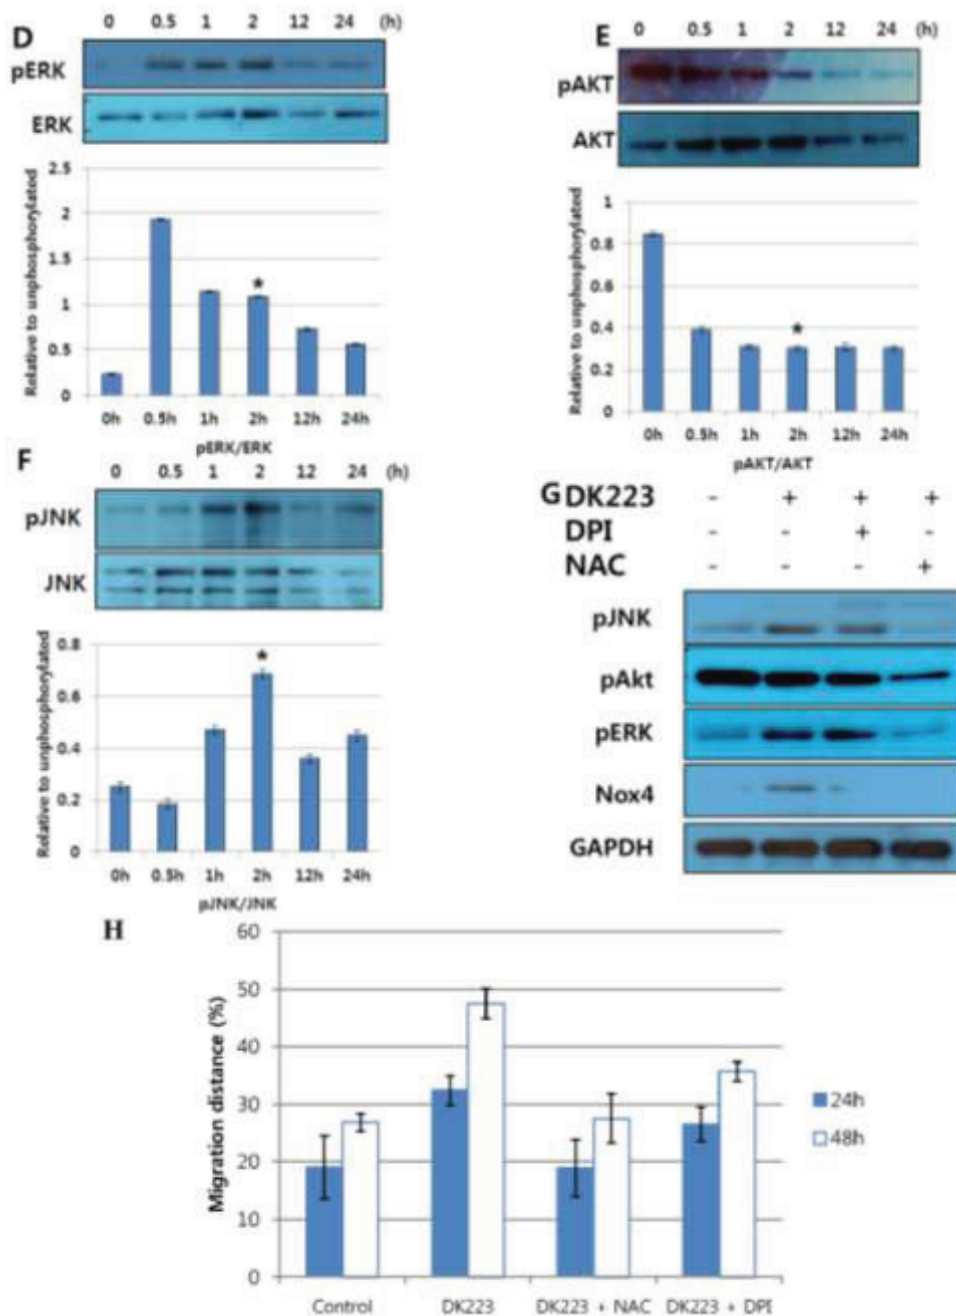 D
0 0.5 1 2 12 24 (h)
pERK
ERK
Relative to unphosphorylated
2.5
2
1.5
1
0.5
0
*
0h 0.5h 1h 2h 12h 24h
pERK/ERK
E
0 0.5 1 2 12 24 (h)
pAKT
AKT
Relative to unphosphorylated
1
0.8
0.6
0.4
0.2
0
*
0h 0.5h 1h 2h 12h 24h
pAKT/AKT
F
0 0.5 1 2 12 24 (h)
pJNK
JNK
Relative to unphosphorylated
0.8
0.6
0.4
0.2
0
*
0h 0.5h 1h 2h 12h 24h
pJNK/JNK
G DK223 - + + +
DPI - - + -
NAC - - - +
pJNK
pAkt
pERK
Nox4
GAPDH
H
Migration distance (%)
60
50
40
30
20
10
0
Control DK223 DK223 + NAC DK223 + DPI
24h
48h